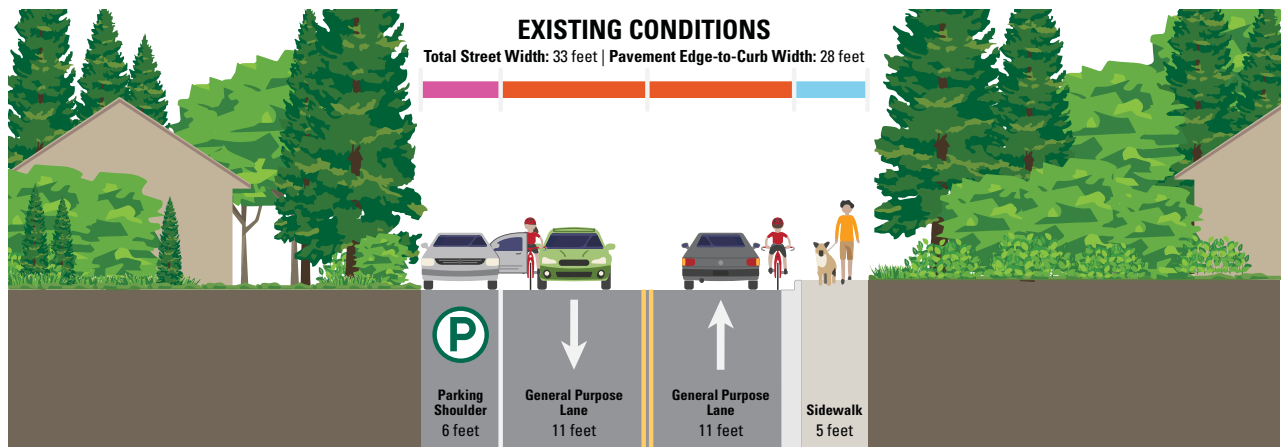 EXISTING CONDITIONS
Total Street Width: 33 feet | Pavement Edge-to-Curb Width: 28 feet
P
Parking
Shoulder
6 feet
General Purpose
Lane
11 feet
General Purpose
Lane
11 feet
Sidewalk
5 feet